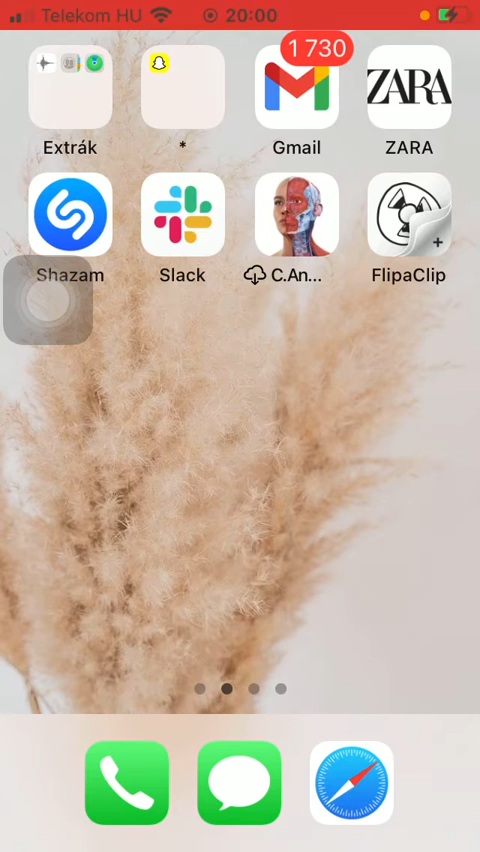 Telekom HU 20:00
1 730
Extrák * Gmail ZARA
ZARA
Shazam Slack C.An... FlipaClip